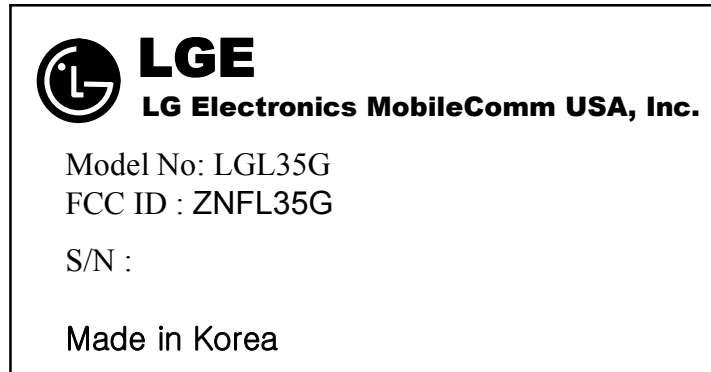 LGE
LG Electronics MobileComm USA, Inc.
Model No: LGL35G
FCC ID : ZNFL35G
S/N :
Made in Korea